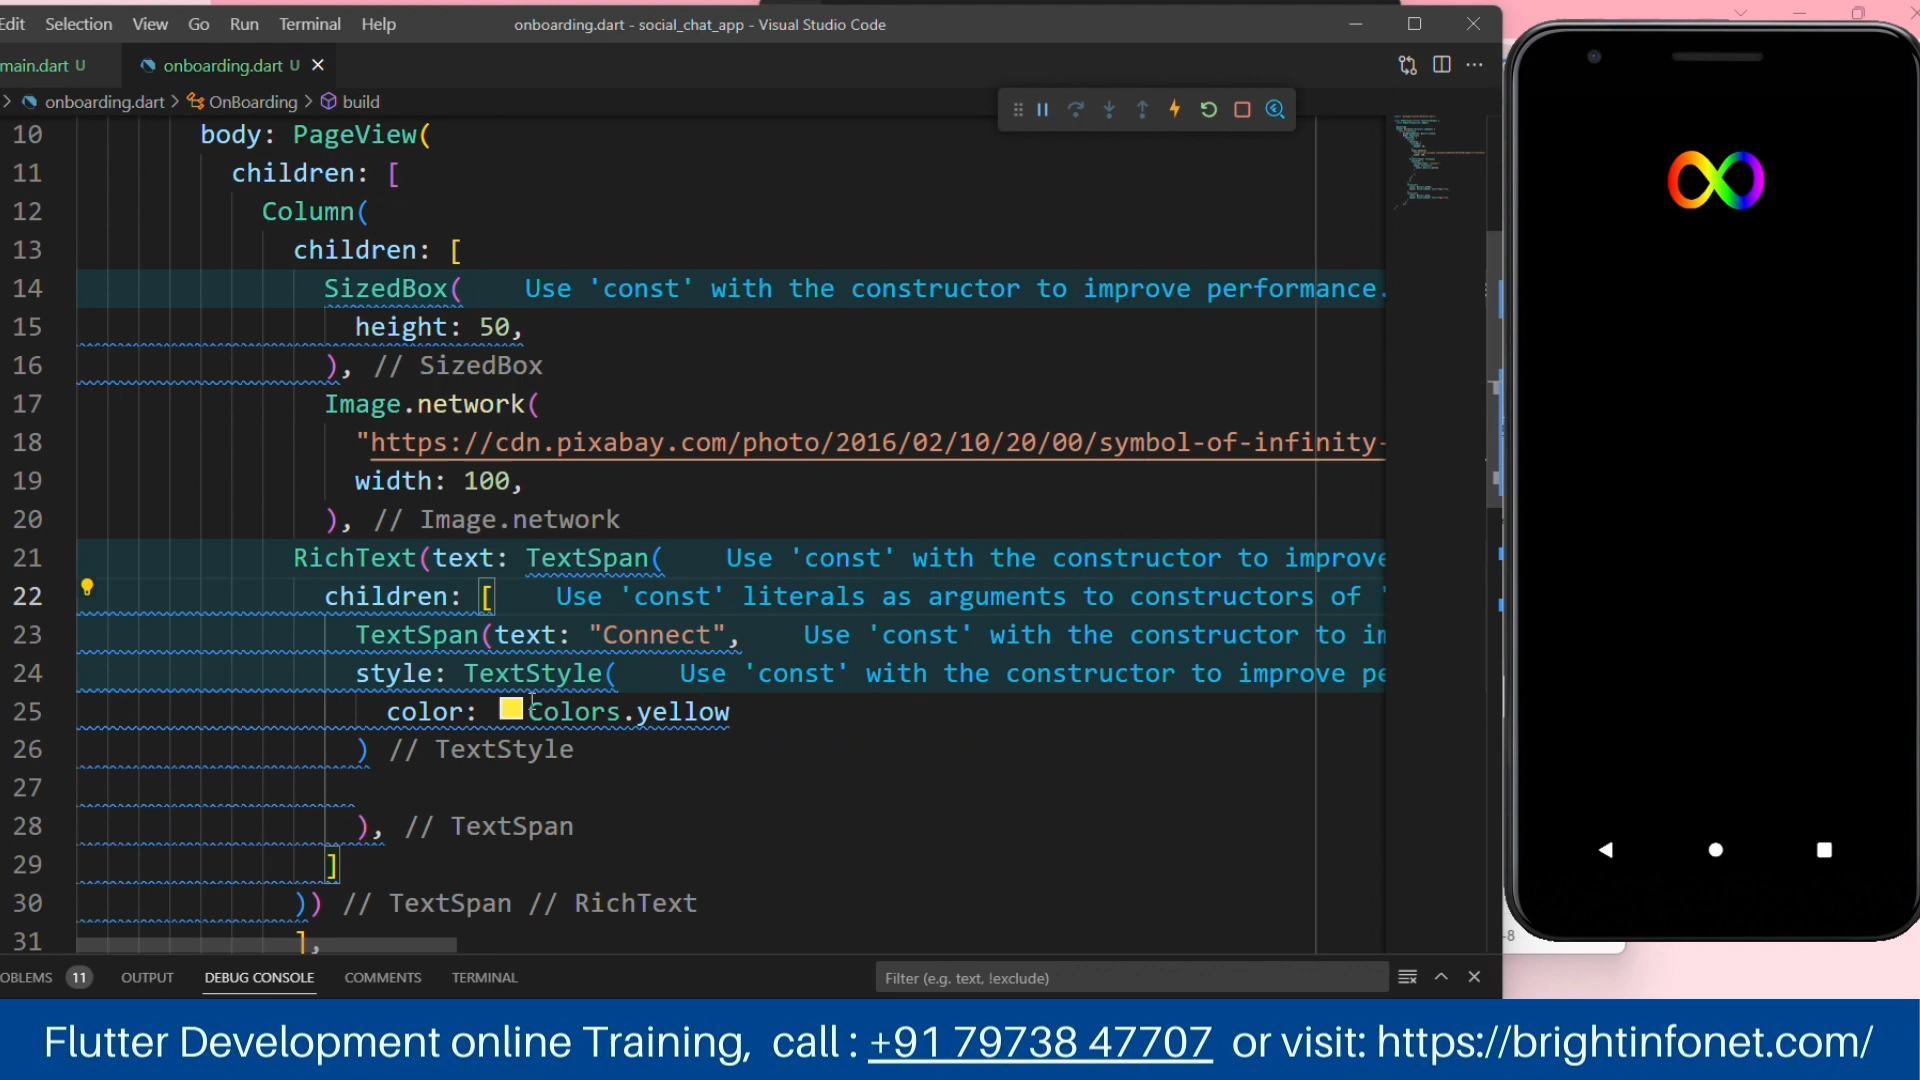 Edit Selection View Go Run Terminal Help onboarding.dart - social_chat_app - Visual Studio Code
main.dart U onboarding.dart U
onboarding.dart > OnBoarding > build
10 body: PageView(
11 children: [
12 Column(
13 children: [
14 SizedBox( Use 'const' with the constructor to improve performance.
15 height: 50,
16 ), // SizedBox
17 Image.network(
18 "https://cdn.pixabay.com/photo/2016/02/10/20/00/symbol-of-infinity-
19 width: 100,
20 ), // Image.network
21 RichText(text: TextSpan( Use 'const' with the constructor to improve
22 children: [ Use 'const' literals as arguments to constructors of '
23 TextSpan(text: "Connect", Use 'const' with the constructor to im
24 style: TextStyle( Use 'const' with the constructor to improve pe
25 color: Colors.yellow
26 ) // TextStyle
27
28 ), // TextSpan
29 ]
30 )) // TextSpan // RichText
31 ],
OBLEMS 11 OUTPUT DEBUG CONSOLE COMMENTS TERMINAL Filter (e.g. text, !exclude)
-8
Flutter Development online Training, call : +91 79738 47707 or visit: https://brightinfonet.com/